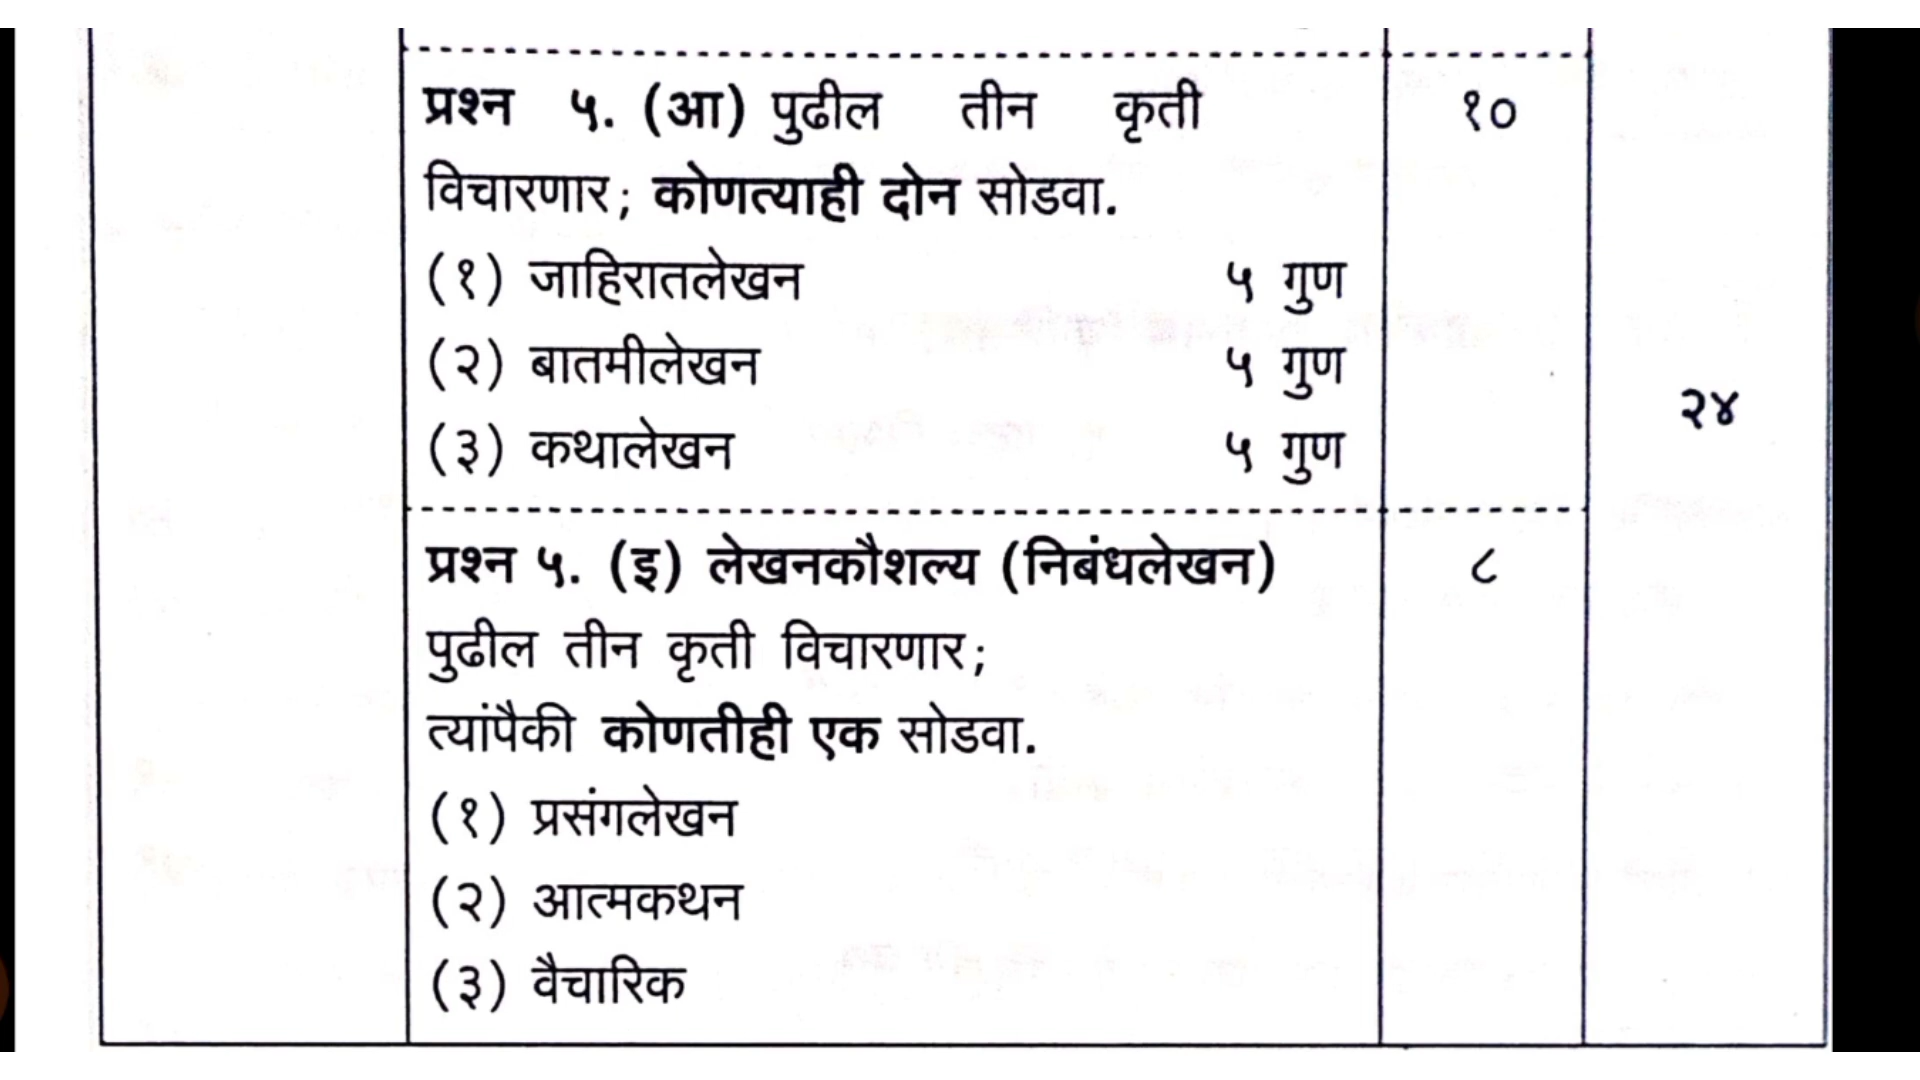 प्रश्न ५. (आ) पुढील तीन कृती १०
विचारणार; कोणत्याही दोन सोडवा.
(१) जाहिरातलेखन ५ गुण
(२) बातमीलेखन ५ गुण
२४
(३) कथालेखन ५ गुण
प्रश्न ५. (इ) लेखनकौशल्य (निबंधलेखन) ८
पुढील तीन कृती विचारणार;
त्यांपैकी कोणतीही एक सोडवा.
(१) प्रसंगलेखन
(२) आत्मकथन
(३) वैचारिक